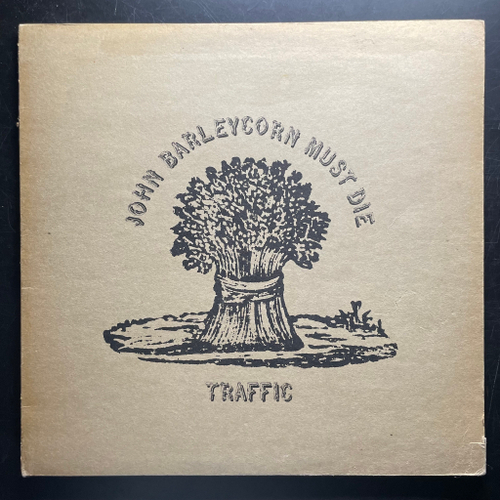 JOHN BARLEYCORN MUST DIE
TRAFFIC